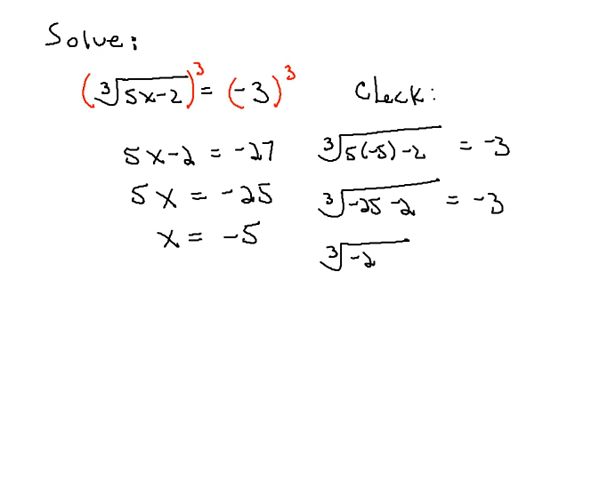 Solve:
(∛(5x-2))³ = (-3)³
5x-2 = -27
5x = -25
x = -5
Check:
∛(5(-5)-2) = -3
∛(-25-2) = -3
∛(-2